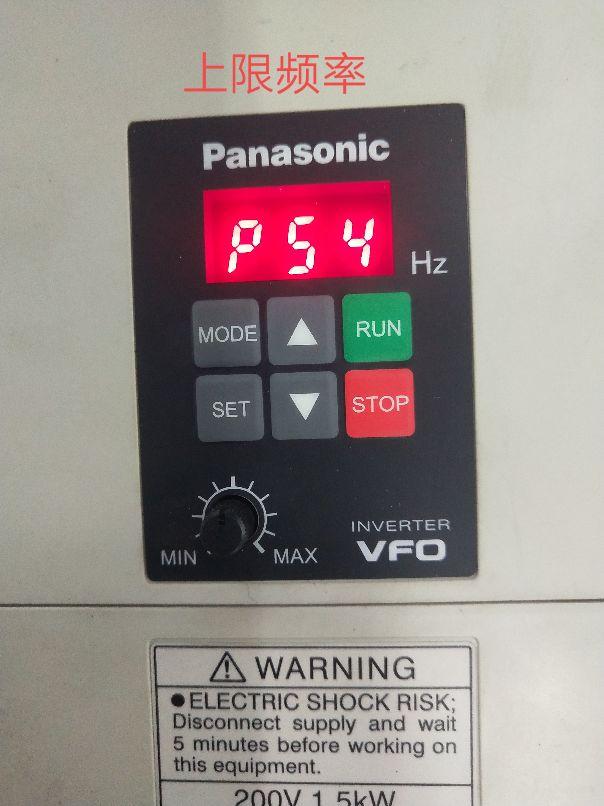 上限频率
Panasonic
P54
Hz
MODE
RUN
SET
STOP
MIN
MAX
INVERTER
VFO
WARNING
ELECTRIC SHOCK RISK;
Disconnect supply and wait
5 minutes before working on
this equipment.
200V 1.5kW